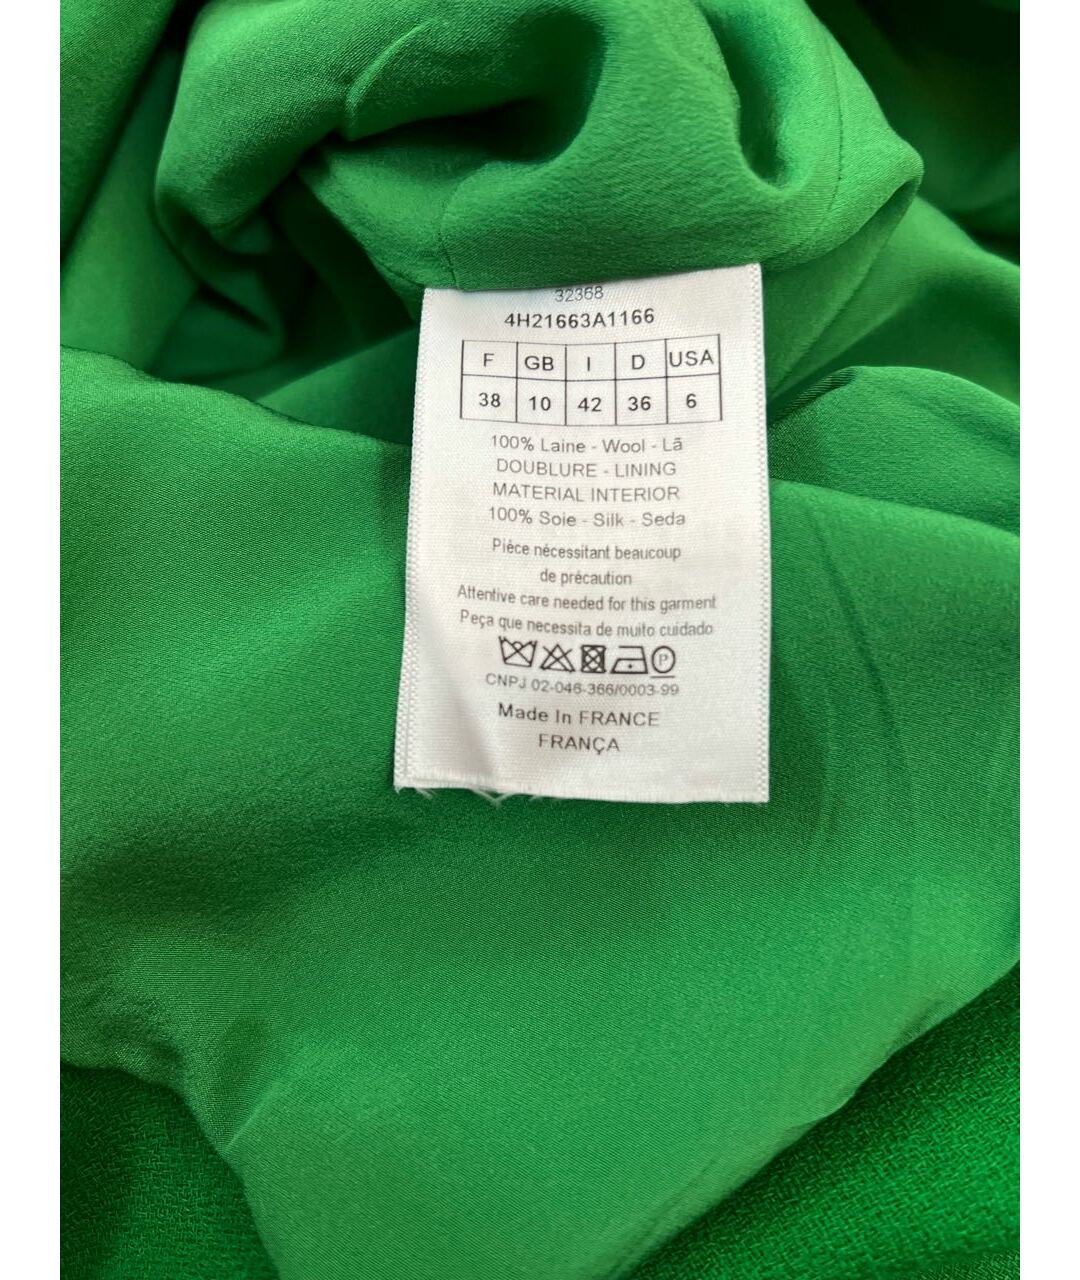 32368
4H21663A1166
F GB I D USA
38 10 42 36 6
100% Laine - Wool - Lã
DOUBLURE - LINING
MATERIAL INTERIOR
100% Soie - Silk - Seda
Pièce nécessitant beaucoup
de précaution
Attentive care needed for this garment
Peça que necessita de muito cuidado
P
CNPJ 02-046-366/0003-99
Made In FRANCE
FRANÇA